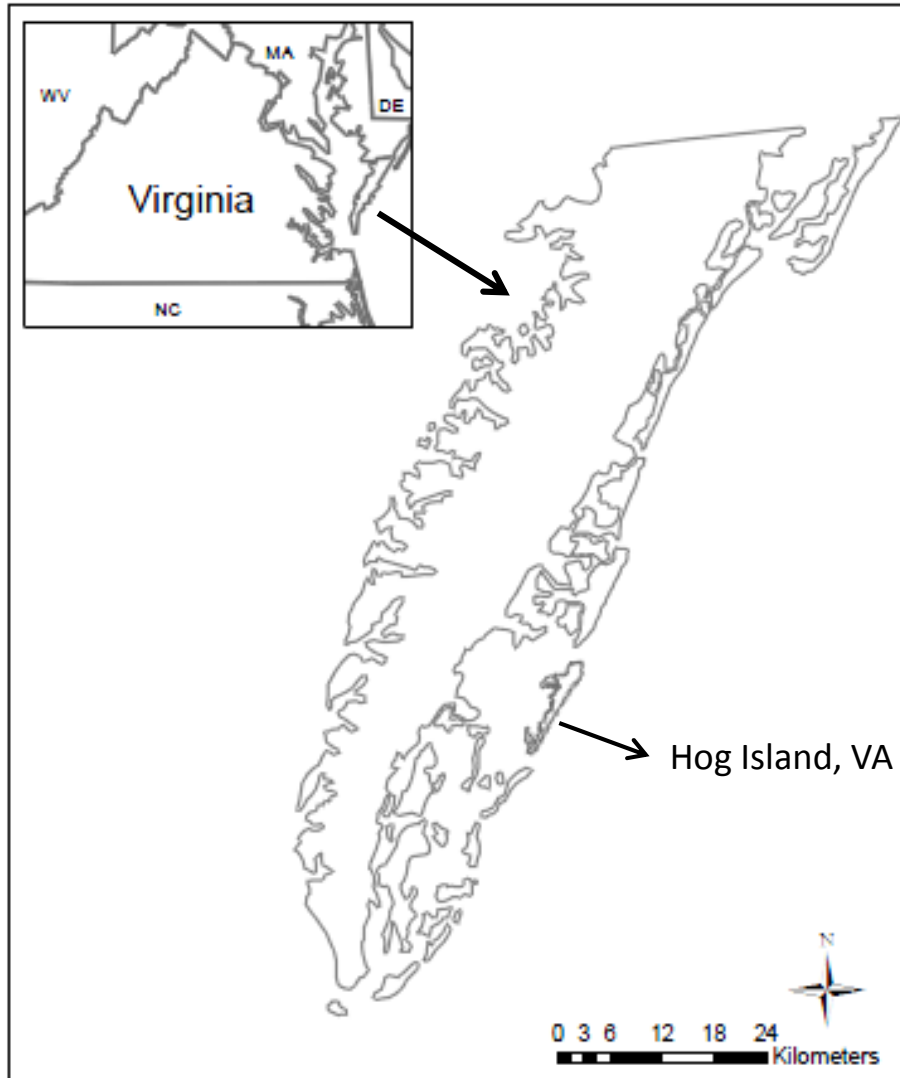 MA
WV
DE
Virginia
NC
Hog Island, VA
N
0 3 6 12 18 24
Kilometers